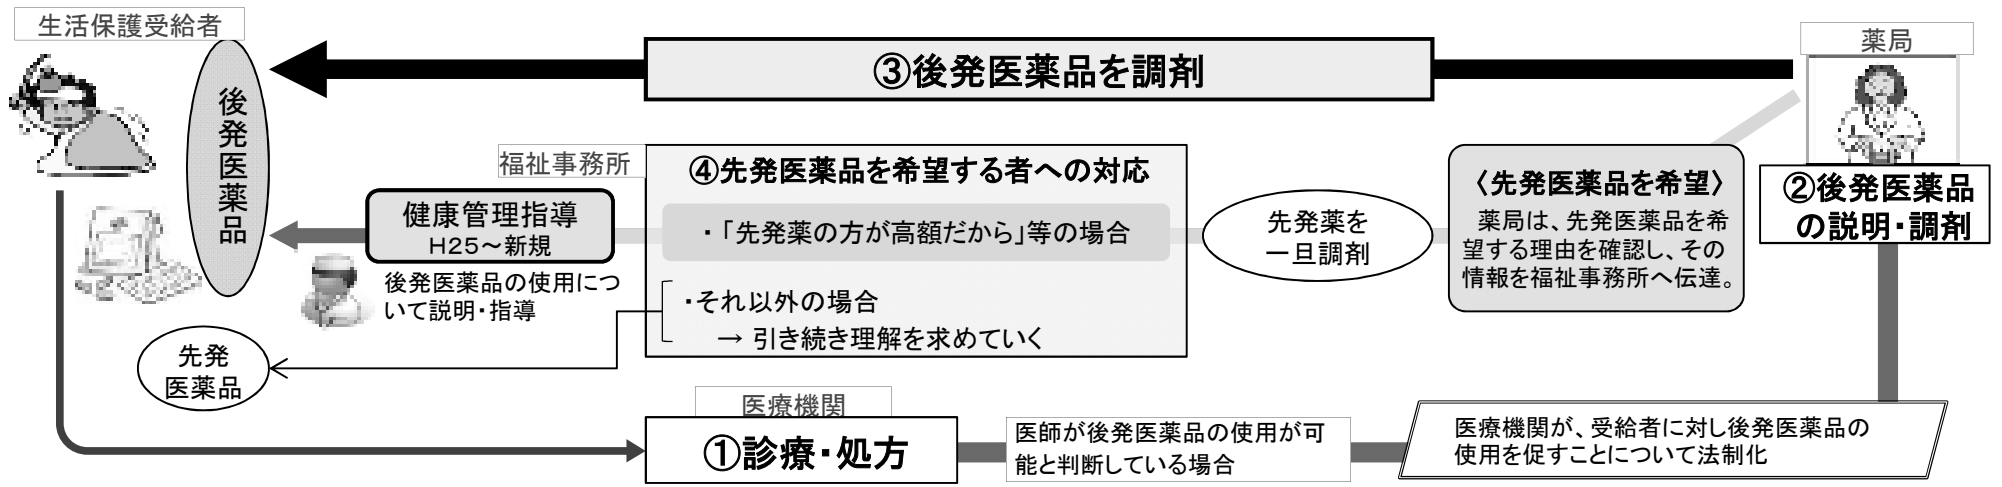 生活保護受給者
後発医薬品
③後発医薬品を調剤
薬局
②後発医薬品
の説明・調剤
〈先発医薬品を希望〉
薬局は、先発医薬品を希
望する理由を確認し、その
情報を福祉事務所へ伝達。
先発薬を
一旦調剤
福祉事務所
④先発医薬品を希望する者への対応
・「先発薬の方が高額だから」等の場合
・それ以外の場合
→ 引き続き理解を求めていく
健康管理指導
H25～新規
後発医薬品の使用につ
いて説明・指導
先発
医薬品
医療機関
①診療・処方
医師が後発医薬品の使用が可
能と判断している場合
医療機関が、受給者に対し後発医薬品の
使用を促すことについて法制化